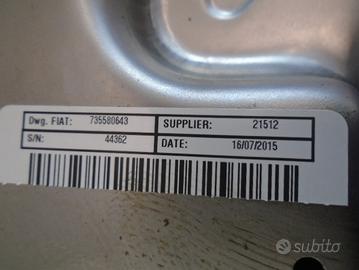 Dwg. FIAT: 735580643 SUPPLIER: 21512
S/N: 44362 DATE: 16/07/2015
subito